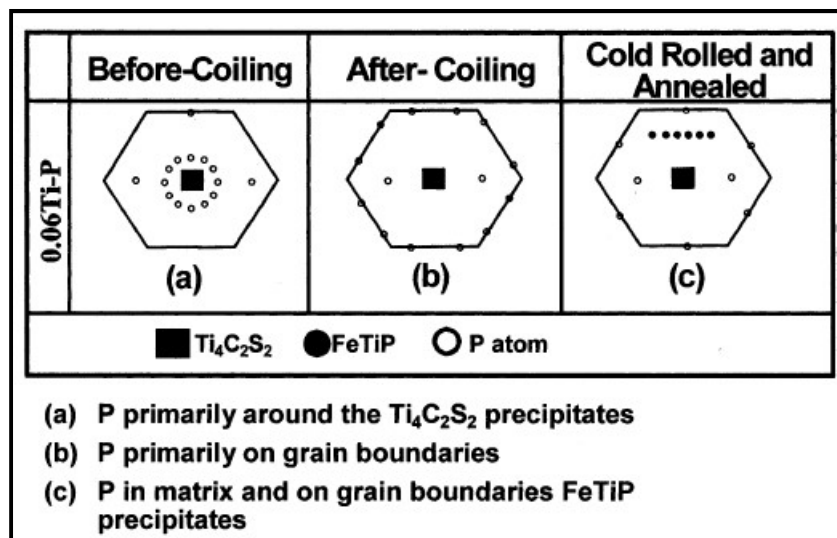 Before-Coiling
After- Coiling
Cold Rolled and
Annealed
0.06Ti-P
(a)
(b)
(c)
Ti₄C₂S₂
FeTiP
P atom
(a) P primarily around the Ti₄C₂S₂ precipitates
(b) P primarily on grain boundaries
(c) P in matrix and on grain boundaries FeTiP
precipitates